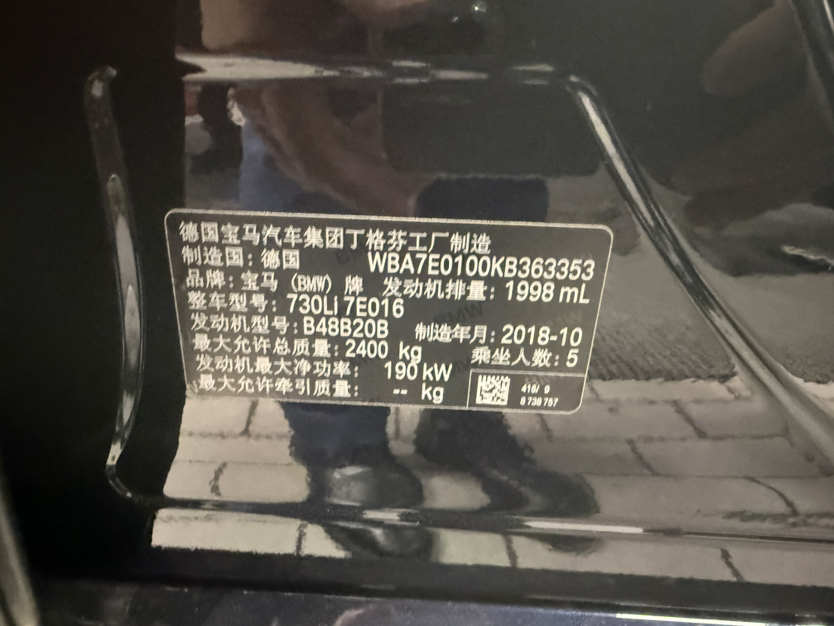 德国宝马汽车集团丁格芬工厂制造
制造国：德国 WBA7E0100KB363353
品牌：宝马（BMW）牌 发动机排量：1998 mL
整车型号：730Li 7E016
发动机型号：B48B20B 制造年月：2018-10
最大允许总质量：2400 kg 乘坐人数：5
发动机最大净功率：190 kW
最大允许牵引质量：-- kg
416/ 0
8 738 757